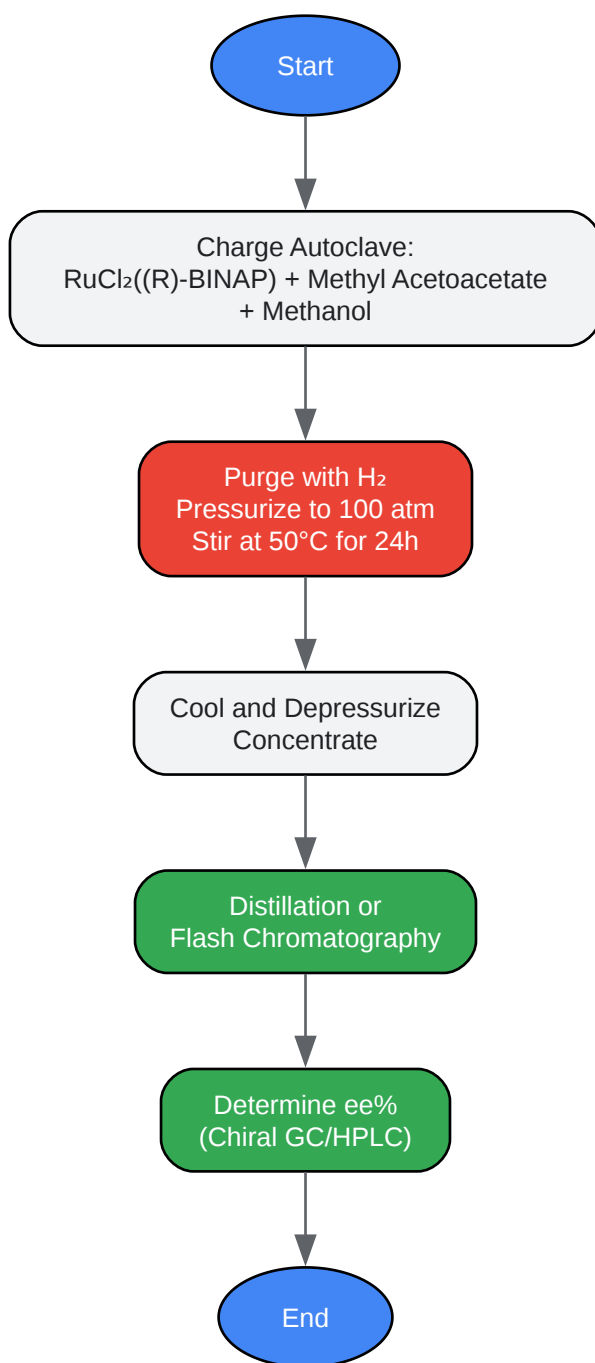 Start
Charge Autoclave:
RuCl₂((R)-BINAP) + Methyl Acetoacetate
+ Methanol
Purge with H₂
Pressurize to 100 atm
Stir at 50°C for 24h
Cool and Depressurize
Concentrate
Distillation or
Flash Chromatography
Determine ee%
(Chiral GC/HPLC)
End